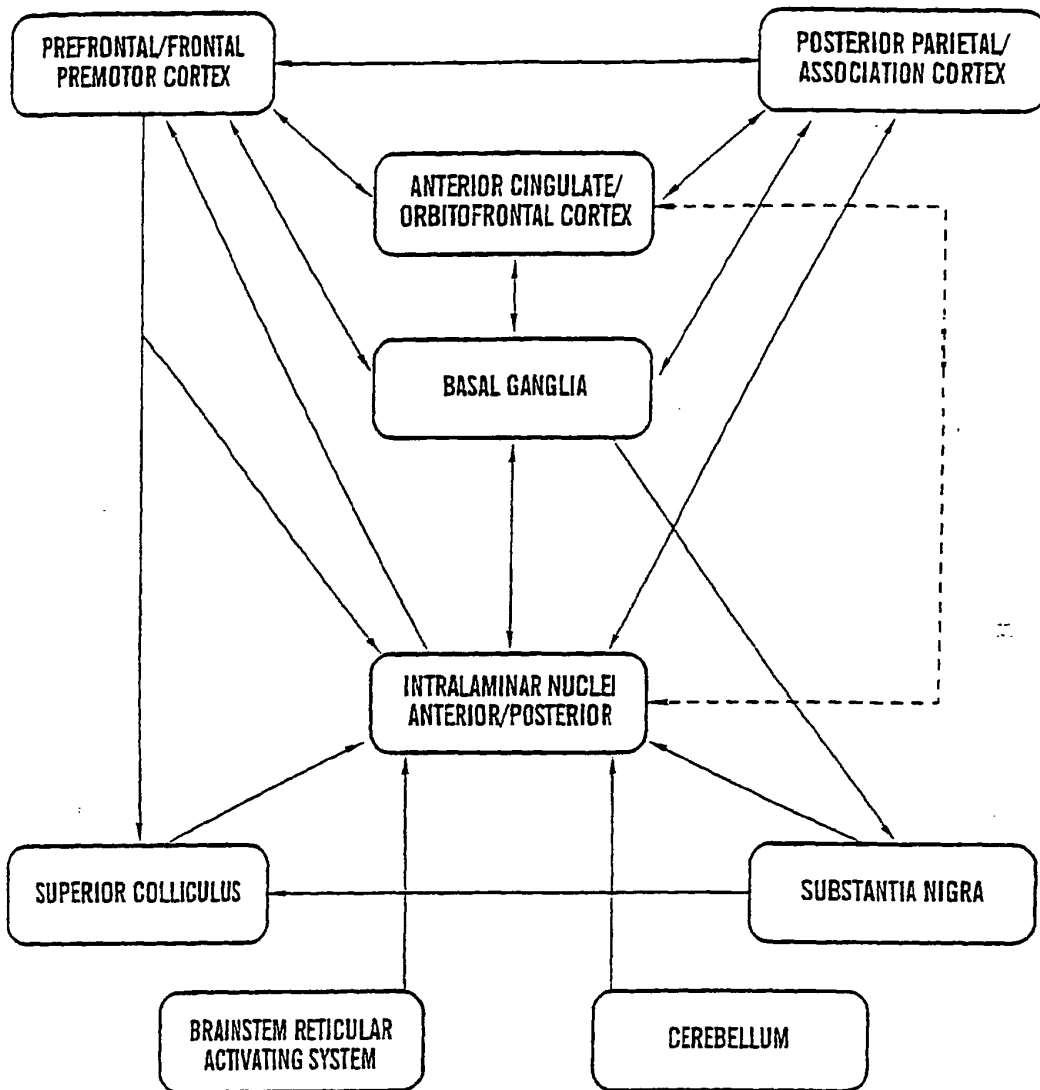 PREFRONTAL/FRONTAL
PREMOTOR CORTEX
POSTERIOR PARIETAL/
ASSOCIATION CORTEX
ANTERIOR CINGULATE/
ORBITOFRONTAL CORTEX
BASAL GANGLIA
INTRALAMINAR NUCLEI
ANTERIOR/POSTERIOR
SUPERIOR COLLICULUS
SUBSTANTIA NIGRA
BRAINSTEM RETICULAR
ACTIVATING SYSTEM
CEREBELLUM